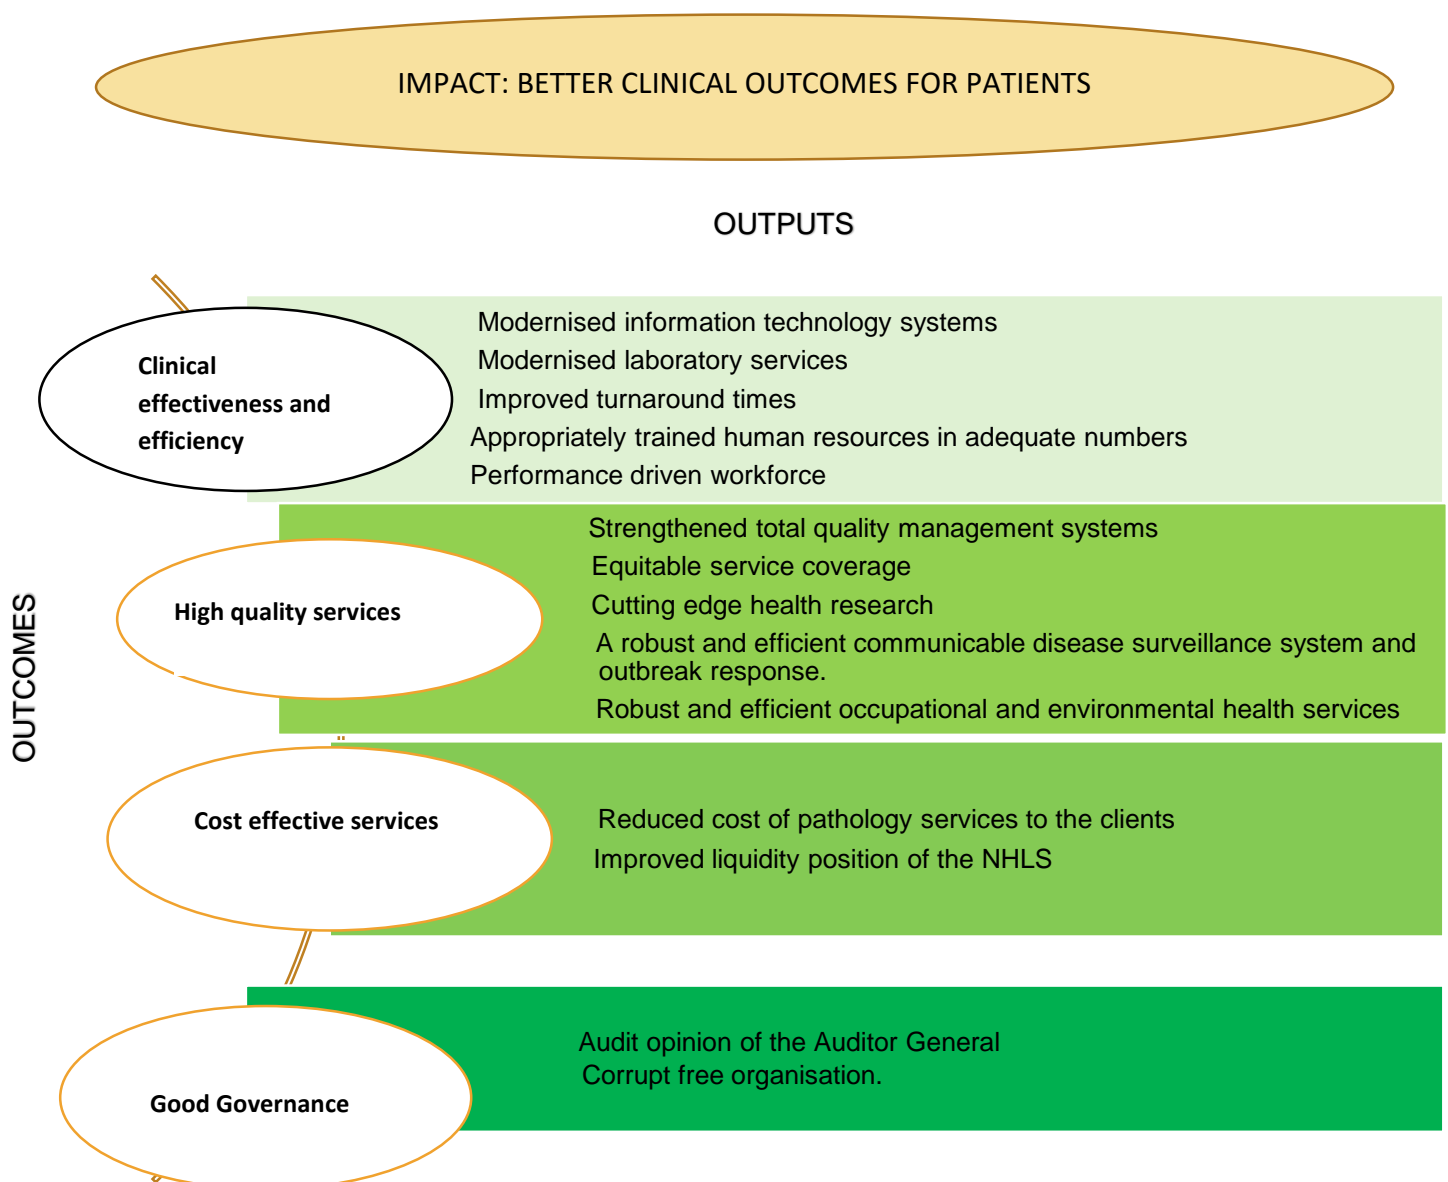 IMPACT: BETTER CLINICAL OUTCOMES FOR PATIENTS
OUTPUTS
OUTCOMES
Clinical
effectiveness and
efficiency
Modernised information technology systems
Modernised laboratory services
Improved turnaround times
Appropriately trained human resources in adequate numbers
Performance driven workforce
High quality services
Strengthened total quality management systems
Equitable service coverage
Cutting edge health research
A robust and efficient communicable disease surveillance system and
outbreak response.
Robust and efficient occupational and environmental health services
Cost effective services
Reduced cost of pathology services to the clients
Improved liquidity position of the NHLS
Good Governance
Audit opinion of the Auditor General
Corrupt free organisation.